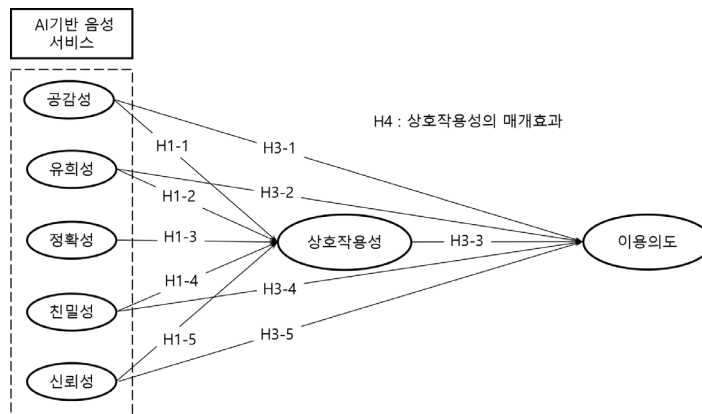 AI기반 음성
서비스
공감성
H4 : 상호작용성의 매개효과
H1-1
H3-1
유희성
H1-2
H3-2
정확성
H1-3
상호작용성
H3-3
이용의도
H1-4
H3-4
친밀성
H1-5
H3-5
신뢰성